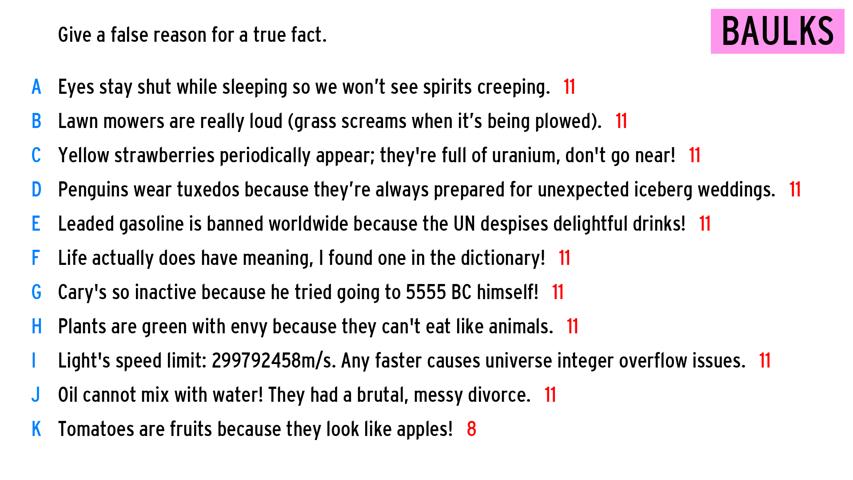 Give a false reason for a true fact.
BAULKS
A Eyes stay shut while sleeping so we won’t see spirits creeping. 11
B Lawn mowers are really loud (grass screams when it’s being plowed). 11
C Yellow strawberries periodically appear; they're full of uranium, don't go near! 11
D Penguins wear tuxedos because they’re always prepared for unexpected iceberg weddings. 11
E Leaded gasoline is banned worldwide because the UN despises delightful drinks! 11
F Life actually does have meaning, I found one in the dictionary! 11
G Cary's so inactive because he tried going to 5555 BC himself! 11
H Plants are green with envy because they can't eat like animals. 11
I Light's speed limit: 299792458m/s. Any faster causes universe integer overflow issues. 11
J Oil cannot mix with water! They had a brutal, messy divorce. 11
K Tomatoes are fruits because they look like apples! 8